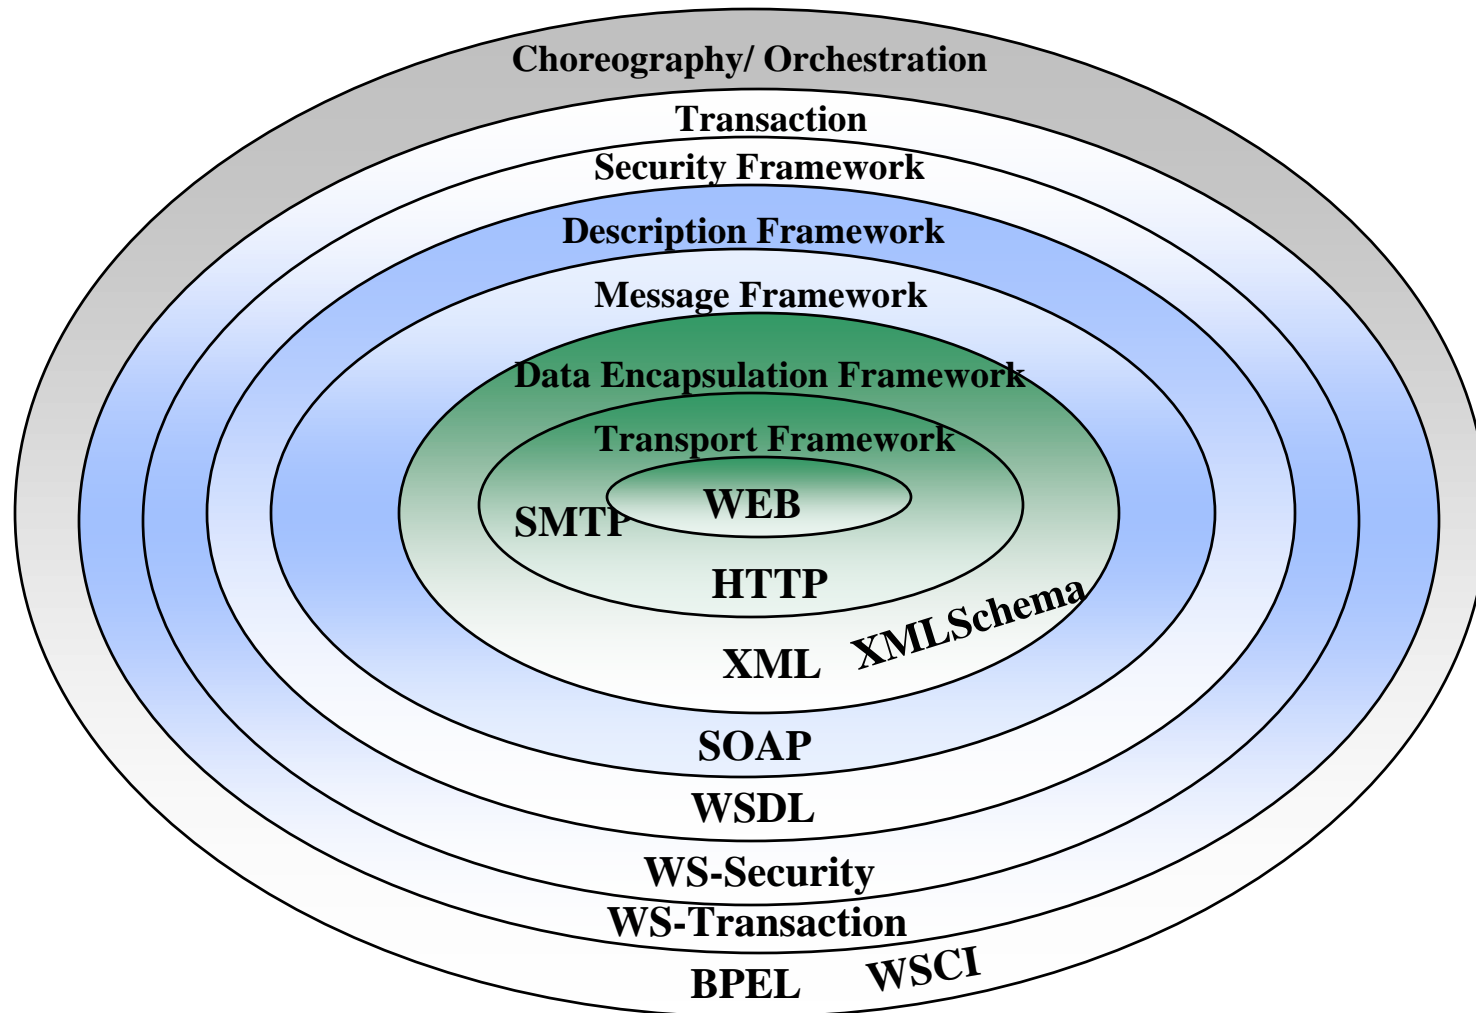 Choreography/ Orchestration
Transaction
Security Framework
Description Framework
Message Framework
Data Encapsulation Framework
Transport Framework
WEB
SMTP
HTTP
XMLSchema
XML
SOAP
WSDL
WS-Security
WS-Transaction
WSCI
BPEL